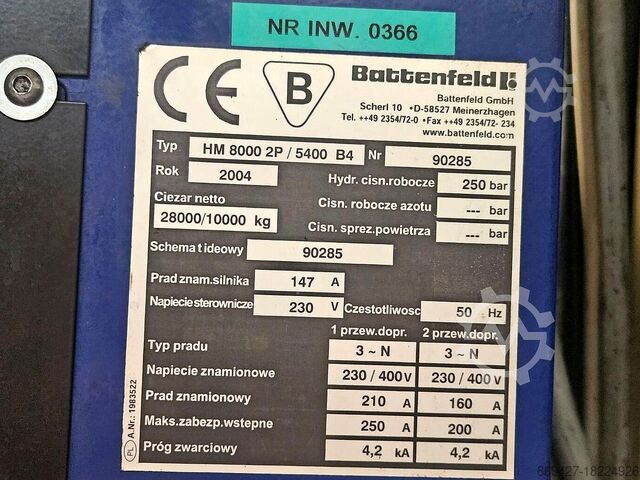 NR INW. 0366
CE B Battenfeld
Battenfeld GmbH
Scherl 10 •D-58527 Meinerzhagen
Tel. ++49 2354/72-0 •Fax ++49 2354/72- 234
www.battenfeld.com
Typ HM 8000 2P / 5400 B4 Nr 90285
Rok 2004 Hydr. cisn.robocze 250 bar
Ciezar netto Cisn. robocze azotu --- bar
28000/10000 kg Cisn. sprez.powietrza --- bar
Schemat ideowy 90285
Prad znam.silnika 147 A
Napiecie sterownicze 230 V Czestotliwosc 50 Hz
1 przew.dopr. 2 przew.dopr.
Typ pradu 3 ~ N 3 ~ N
Napiecie znamionowe 230 / 400 V 230 / 400 V
Prad znamionowy 210 A 160 A
Maks.zabezp.wstepne 250 A 200 A
Próg zwarciowy 4,2 kA 4,2 kA
PL A.Nr.: 1983522
869427-18224926